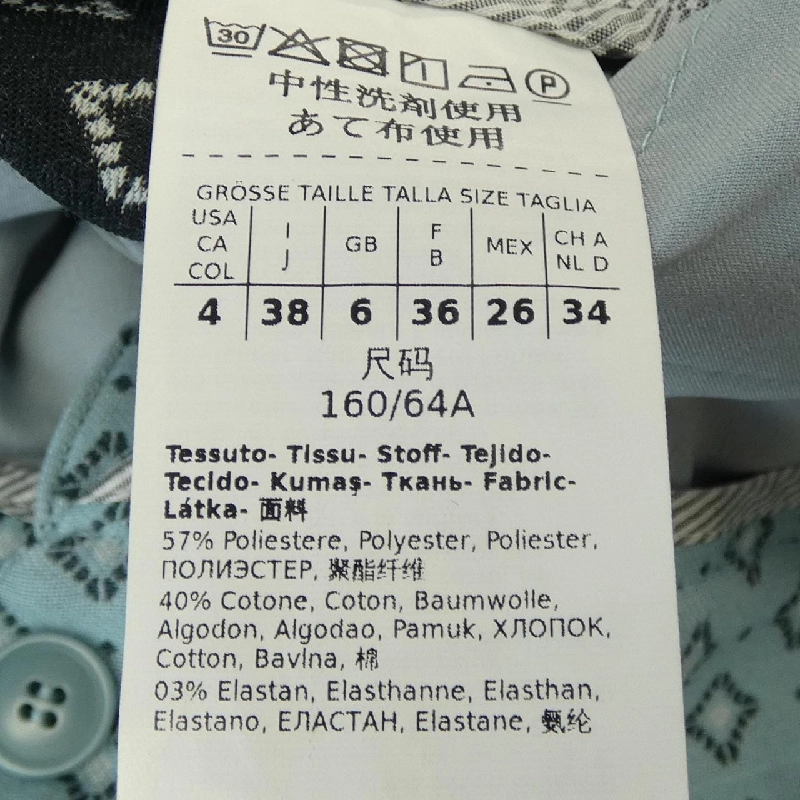 30 P
中性洗剤使用
あて布使用
GRÖSSE TAILLE TALLA SIZE TAGLIA
USA CA COL I J GB F B MEX CH A NL D
4 38 6 36 26 34
尺码
160/64A
Tessuto- Tissu- Stoff- Tejido-
Tecido- Kumaş- Ткань- Fabric-
Látka- 面料
57% Poliestere, Polyester, Poliester,
ПОЛИЭСТЕР, 聚酯纤维
40% Cotone, Coton, Baumwolle,
Algodon, Algodao, Pamuk, ХЛОПОК,
Cotton, Bavlna, 棉
03% Elastan, Elasthanne, Elasthan,
Elastano, ЕЛАСТАН, Elastane, 氨纶